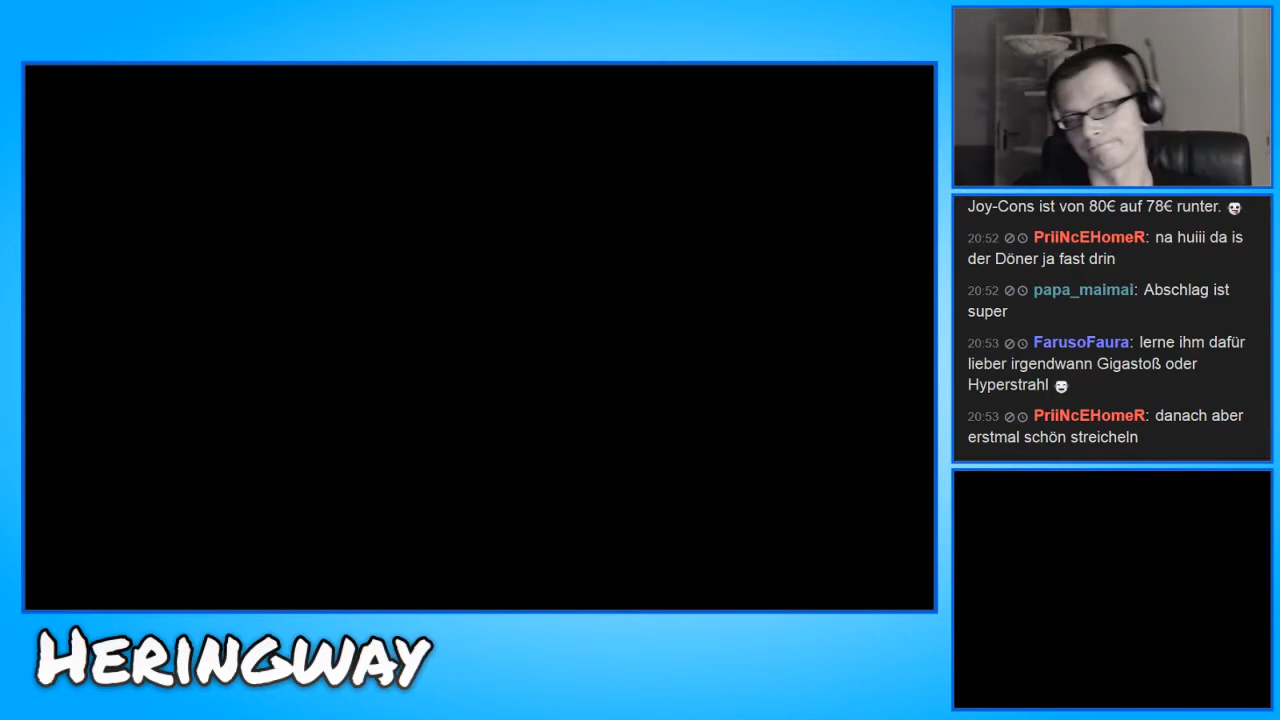 Joy-Cons ist von 80€ auf 78€ runter.
20:52 PriiNcEHomeR: na huiii da is
der Döner ja fast drin
20:52 papa_maimai: Abschlag ist
super
20:53 FarusoFaura: lerne ihm dafür
lieber irgendwann Gigastoß oder
Hyperstrahl
20:53 PriiNcEHomeR: danach aber
erstmal schön streicheln
HERINGWAY